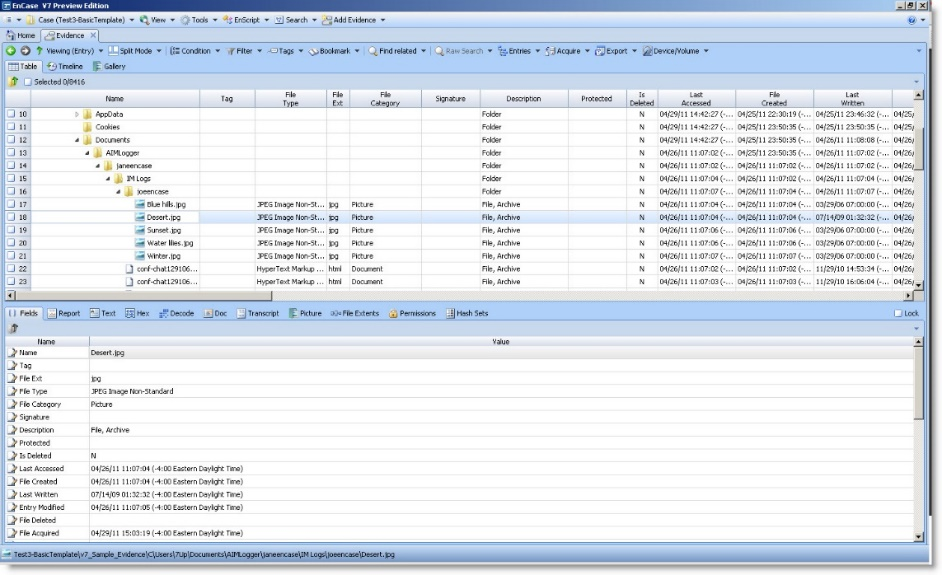 EnCase V7 Preview Edition
Case (Test3-BasicTemplate) View Tools EnScript Search Add Evidence
Home Evidence
Viewing (Entry) Split Mode Condition Filter Tags Bookmark Find related Raw Search Entries Acquire Export Device/Volume
Table Timeline Gallery
Selected 0/8416
Name Tag File Type File Ext File Category Signature Description Protected Is Deleted Last Accessed File Created Last Written
10 AppData Folder N 04/29/11 14:42:27 (-... 04/25/11 22:30:19 (-... 04/25/11 23:46:32 (-... 04/25/
11 Cookies Folder N 04/29/11 14:42:27 (-... 04/25/11 23:50:35 (-... 04/25/11 23:50:35 (-... 04/25/
12 Documents Folder N 04/29/11 14:42:27 (-... 04/25/11 23:50:35 (-... 04/26/11 11:08:08 (-... 04/26/
13 AIMLogger Folder N 04/26/11 11:07:02 (-... 04/25/11 23:50:35 (-... 04/26/11 11:07:02 (-... 04/26/
14 janeencase Folder N 04/26/11 11:07:02 (-... 04/26/11 11:07:02 (-... 04/26/11 11:07:02 (-... 04/26/
15 IM Logs Folder N 04/26/11 11:07:04 (-... 04/26/11 11:07:02 (-... 04/26/11 11:07:04 (-... 04/26/
16 joeencase Folder N 04/26/11 11:07:07 (-... 04/26/11 11:07:04 (-... 04/26/11 11:07:07 (-... 04/26/
17 Blue hills.jpg JPEG Image Non-St... jpg Picture File, Archive N 04/26/11 11:07:04 (-... 04/26/11 11:07:04 (-... 03/29/06 07:00:00 (-... 04/26/
18 Desert.jpg JPEG Image Non-St... jpg Picture File, Archive N 04/26/11 11:07:04 (-... 04/26/11 11:07:04 (-... 07/14/09 01:32:32 (-... 04/26/
19 Sunset.jpg JPEG Image Non-St... jpg Picture File, Archive N 04/26/11 11:07:06 (-... 04/26/11 11:07:06 (-... 03/29/06 07:00:00 (-... 04/26/
20 Water lilies.jpg JPEG Image Non-St... jpg Picture File, Archive N 04/26/11 11:07:06 (-... 04/26/11 11:07:06 (-... 03/29/06 07:00:00 (-... 04/26/
21 Winter.jpg JPEG Image Non-St... jpg Picture File, Archive N 04/26/11 11:07:07 (-... 04/26/11 11:07:07 (-... 03/29/06 07:00:00 (-... 04/26/
22 conf-chat129106... HyperText Markup ... html Document File, Archive N 04/26/11 11:07:02 (-... 04/26/11 11:07:02 (-... 11/29/10 14:53:34 (-... 04/26/
23 conf-chat129106... HyperText Markup ... html Document File, Archive N 04/26/11 11:07:03 (-... 04/26/11 11:07:03 (-... 11/29/10 16:06:04 (-... 04/26/
Fields Report Text Hex Decode Doc Transcript Picture File Extents Permissions Hash Sets Lock
Name Value
Name Desert.jpg
Tag
File Ext jpg
File Type JPEG Image Non-Standard
File Category Picture
Signature
Description File, Archive
Protected
Is Deleted N
Last Accessed 04/26/11 11:07:04 (-4:00 Eastern Daylight Time)
File Created 04/26/11 11:07:04 (-4:00 Eastern Daylight Time)
Last Written 07/14/09 01:32:32 (-4:00 Eastern Daylight Time)
Entry Modified 04/26/11 11:07:05 (-4:00 Eastern Daylight Time)
File Deleted
File Acquired 04/29/11 15:03:19 (-4:00 Eastern Daylight Time)
Test3-BasicTemplate\v7_Sample_Evidence\C\Users\7Up\Documents\AIMLogger\janeencase\IM Logs\joeencase\Desert.jpg